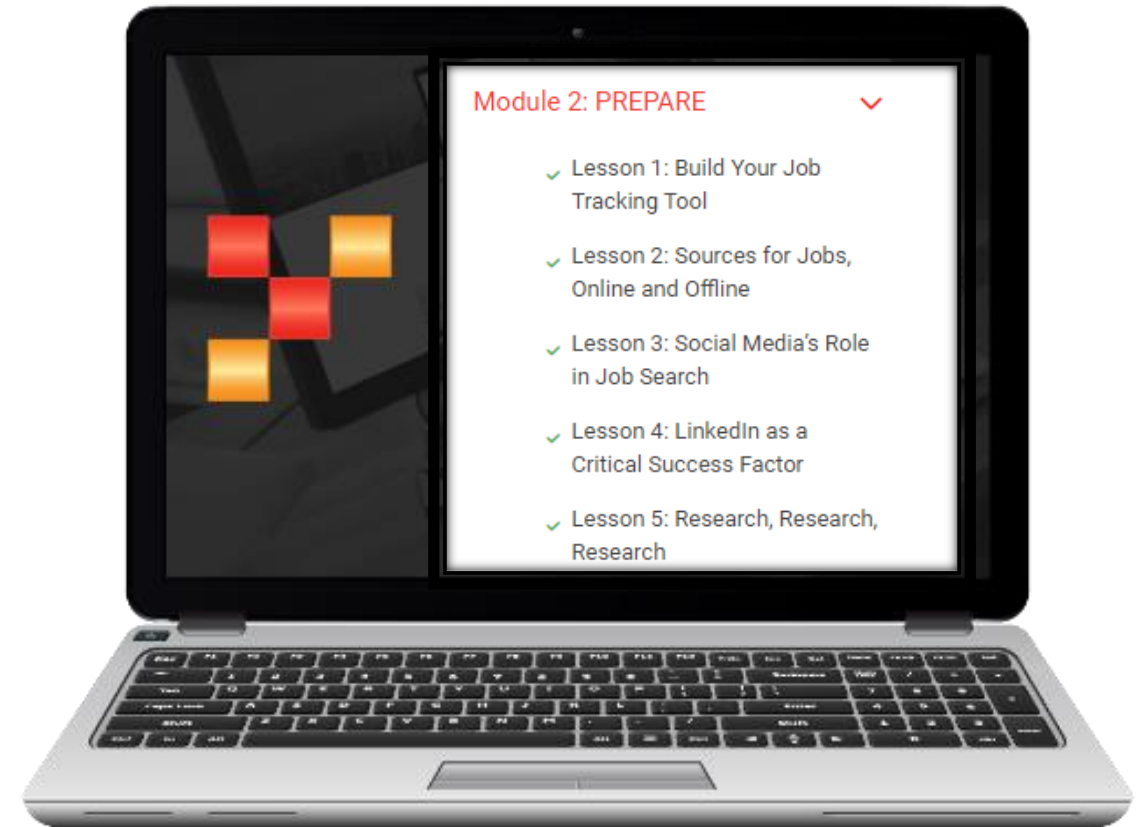 Module 2: PREPARE
Lesson 1: Build Your Job
Tracking Tool
Lesson 2: Sources for Jobs,
Online and Offline
Lesson 3: Social Media’s Role
in Job Search
Lesson 4: LinkedIn as a
Critical Success Factor
Lesson 5: Research, Research,
Research